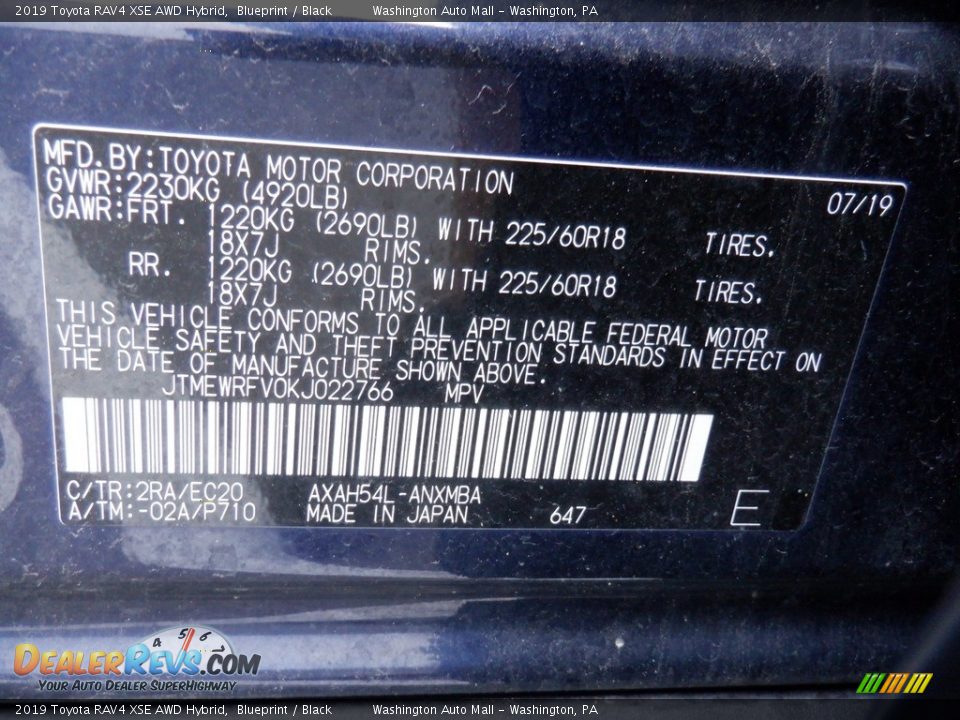 2019 Toyota RAV4 XSE AWD Hybrid, Blueprint / Black Washington Auto Mall - Washington, PA
MFD.BY:TOYOTA MOTOR CORPORATION 07/19
GVWR:2230KG (4920LB)
GAWR:FRT. 1220KG (2690LB) WITH 225/60R18 TIRES.
18X7J RIMS.
RR. 1220KG (2690LB) WITH 225/60R18 TIRES.
18X7J RIMS.
THIS VEHICLE CONFORMS TO ALL APPLICABLE FEDERAL MOTOR
VEHICLE SAFETY AND THEFT PREVENTION STANDARDS IN EFFECT ON
THE DATE OF MANUFACTURE SHOWN ABOVE.
JTMEWRFV0KJ022766 MPV
C/TR:2RA/EC20 AXAH54L-ANXMBA
A/TM:-02A/P710 MADE IN JAPAN 647 E
4 5 6
DEALERREVS.COM
YOUR AUTO DEALER SUPERHIGHWAY
2019 Toyota RAV4 XSE AWD Hybrid, Blueprint / Black Washington Auto Mall - Washington, PA